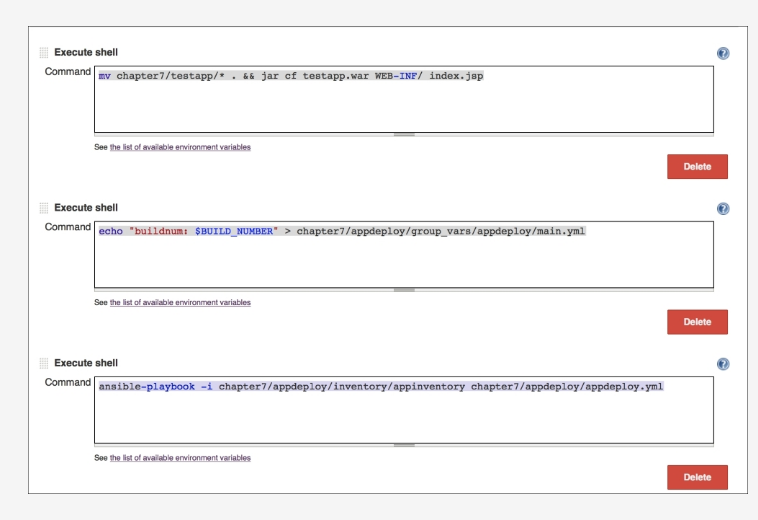 Execute shell
Command
mv chapter7/testapp/* . && jar cf testapp.war WEB-INF/ index.jsp
See the list of available environment variables
Delete
Execute shell
Command
echo "buildnum: $BUILD_NUMBER" > chapter7/appdeploy/group_vars/appdeploy/main.yml
See the list of available environment variables
Delete
Execute shell
Command
ansible-playbook -i chapter7/appdeploy/inventory/appinventory chapter7/appdeploy/appdeploy.yml
See the list of available environment variables
Delete